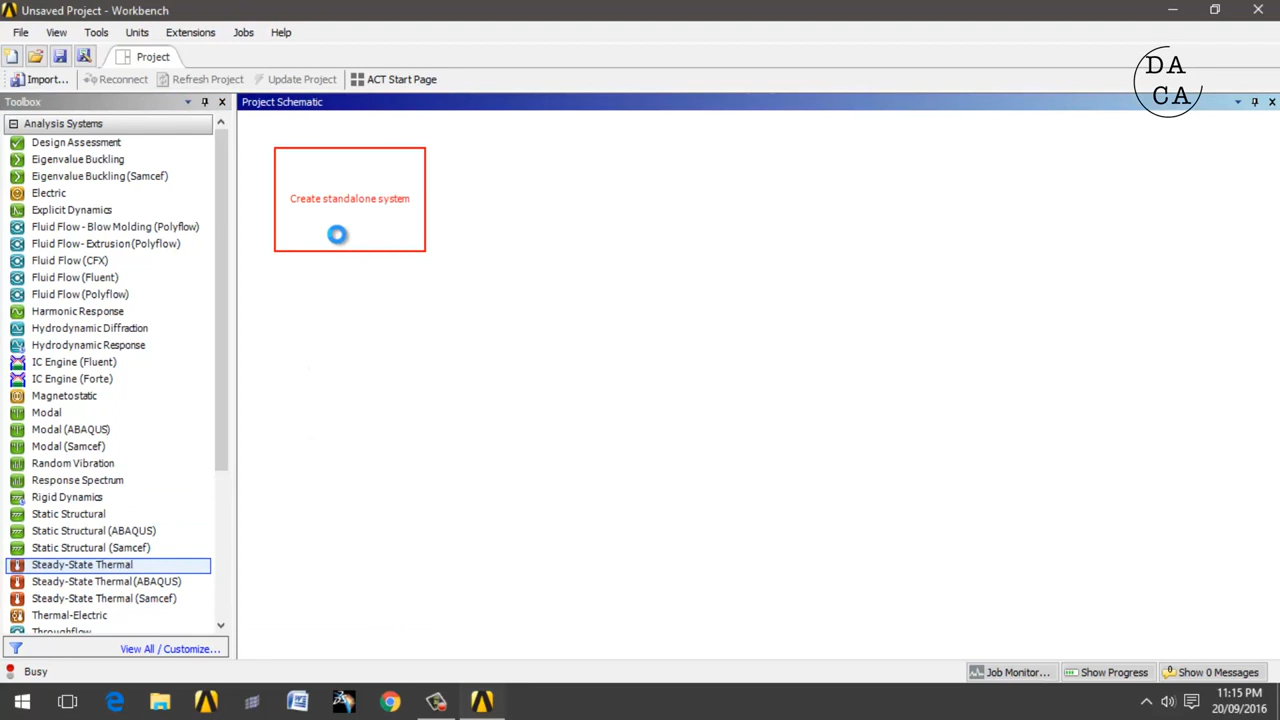 Unsaved Project - Workbench
File View Tools Units Extensions Jobs Help
Project
Import... Reconnect Refresh Project Update Project ACT Start Page
DA
CA
Toolbox
Project Schematic
Analysis Systems
Design Assessment
Eigenvalue Buckling
Eigenvalue Buckling (Samcef)
Electric
Explicit Dynamics
Fluid Flow - Blow Molding (Polyflow)
Fluid Flow - Extrusion (Polyflow)
Fluid Flow (CFX)
Fluid Flow (Fluent)
Fluid Flow (Polyflow)
Harmonic Response
Hydrodynamic Diffraction
Hydrodynamic Response
IC Engine (Fluent)
IC Engine (Forte)
Magnetostatic
Modal
Modal (ABAQUS)
Modal (Samcef)
Random Vibration
Response Spectrum
Rigid Dynamics
Static Structural
Static Structural (ABAQUS)
Static Structural (Samcef)
Steady-State Thermal
Steady-State Thermal (ABAQUS)
Steady-State Thermal (Samcef)
Thermal-Electric
Throughflow
View All / Customize...
Create standalone system
Busy
Job Monitor... Show Progress Show 0 Messages
11:15 PM
20/09/2016